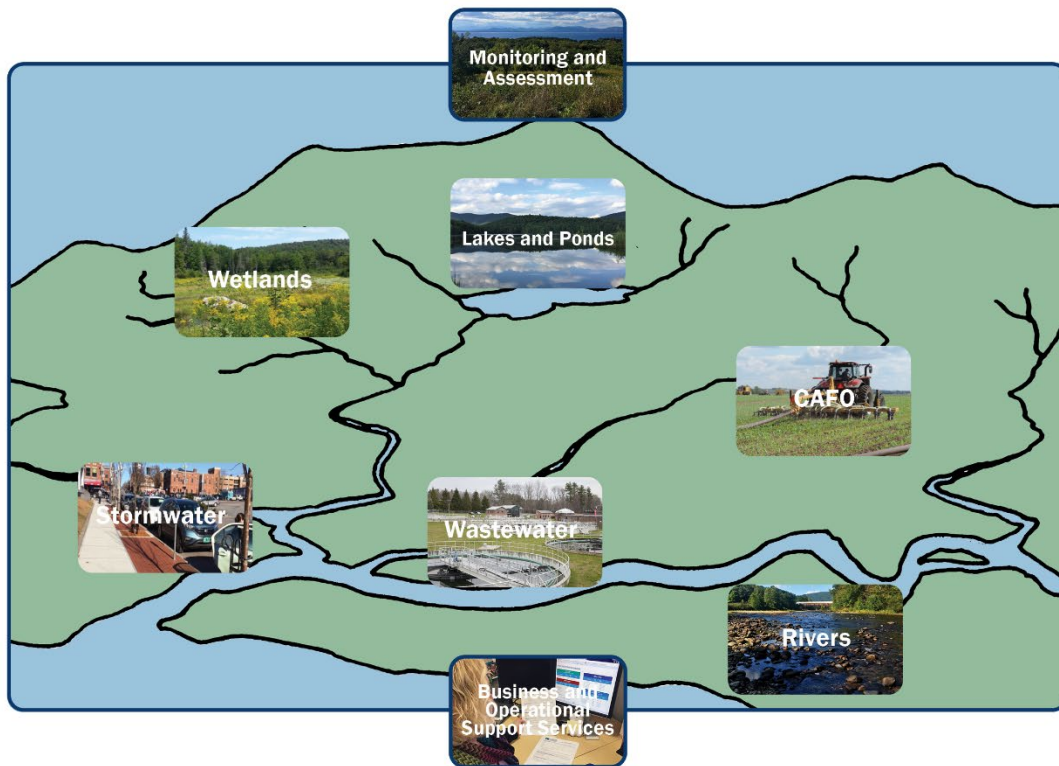 Monitoring and
Assessment
Lakes and Ponds
Wetlands
CAFO
Stormwater
Wastewater
Rivers
Business and
Operational
Support Services